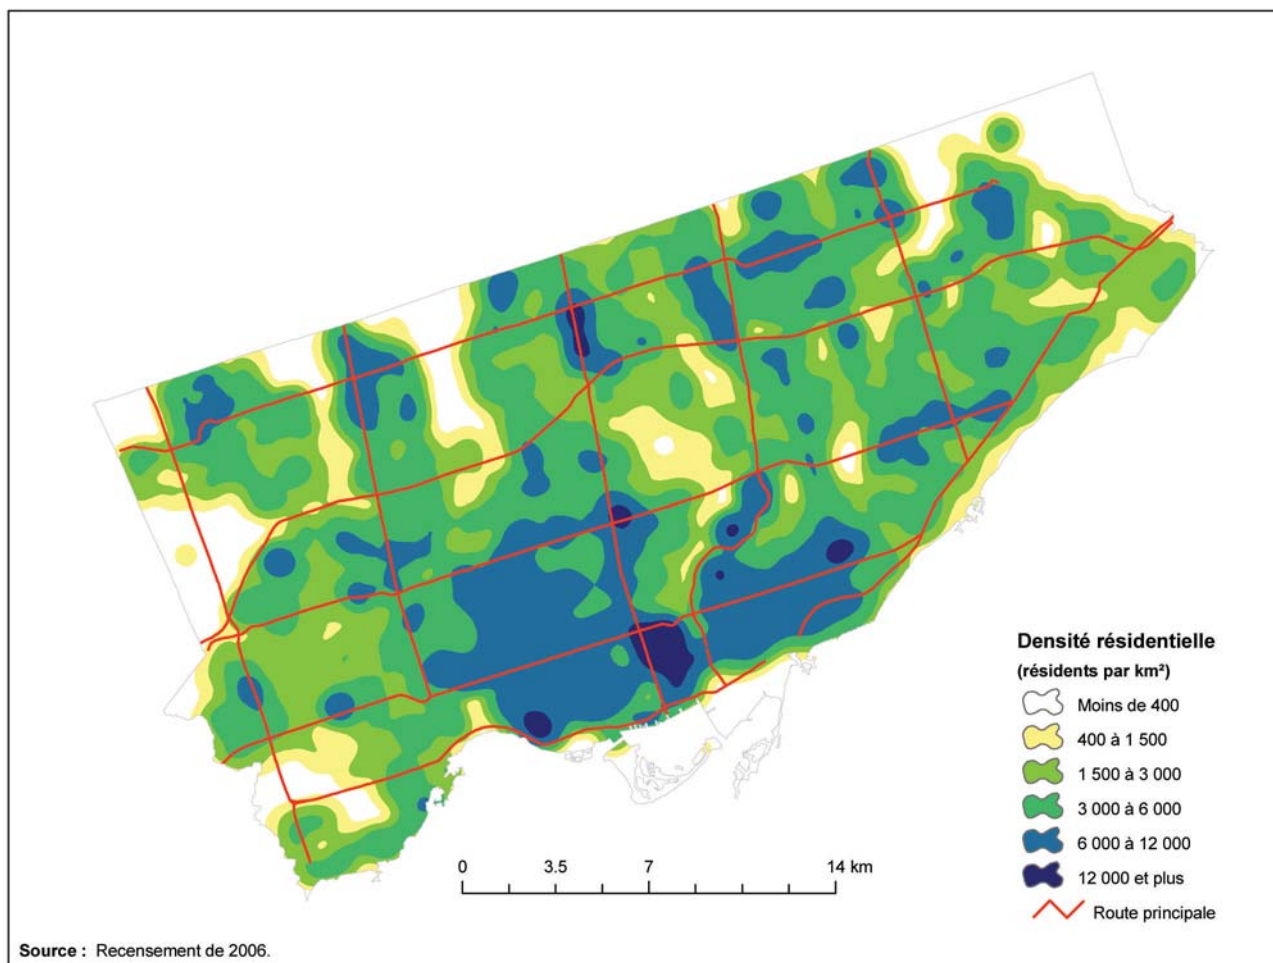 Densité résidentielle
(résidents par km²)
Moins de 400
400 à 1 500
1 500 à 3 000
3 000 à 6 000
6 000 à 12 000
12 000 et plus
Route principale
0 3.5 7 14 km
Source : Recensement de 2006.